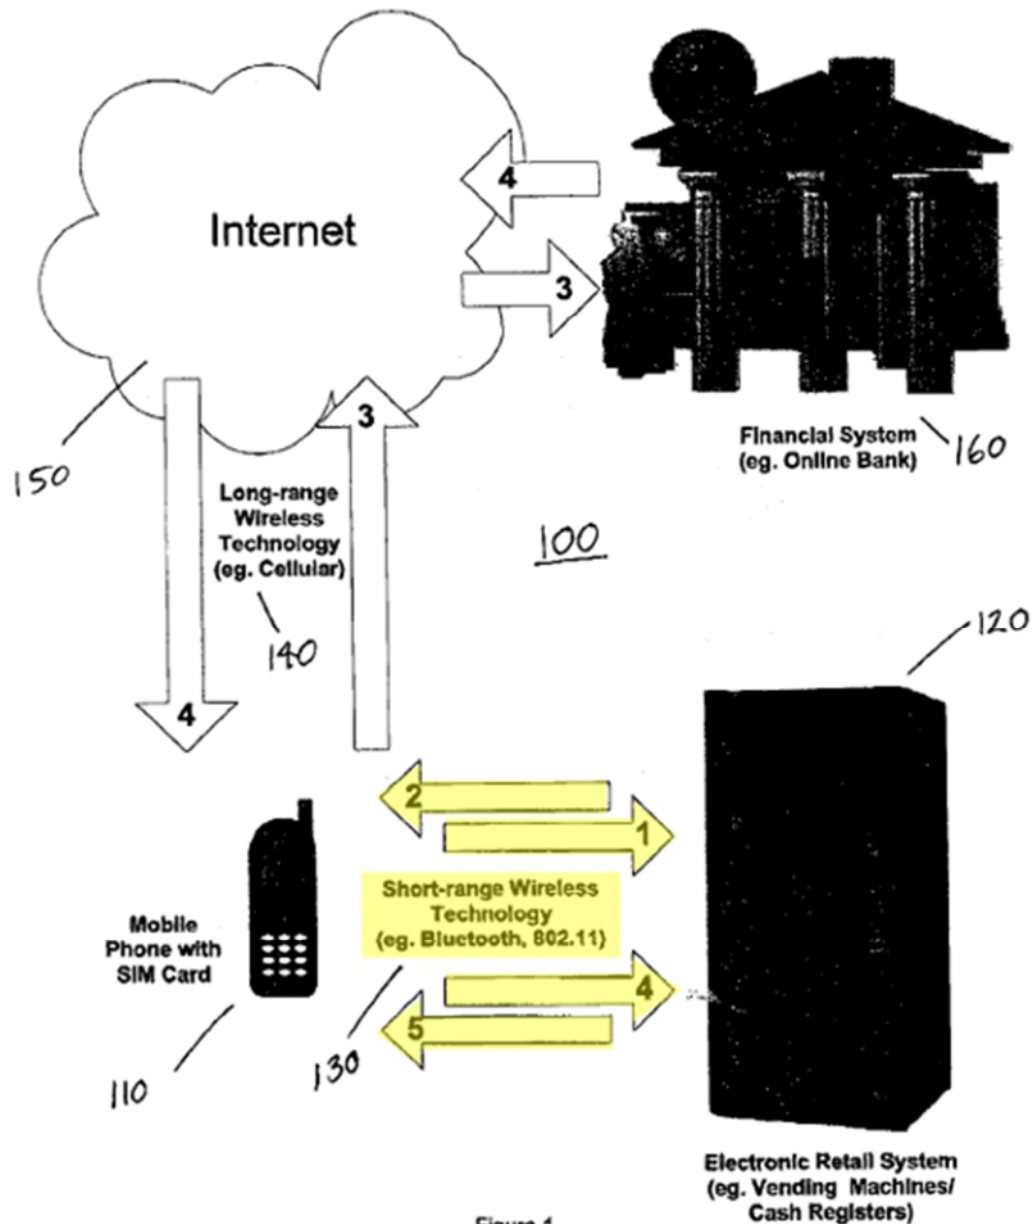 4
Internet
3
3
150
Financial System
(eg. Online Bank)
160
Long-range
Wireless
Technology
(eg. Cellular)
100
140
120
4
2
1
Short-range Wireless
Technology
(eg. Bluetooth, 802.11)
Mobile
Phone with
SIM Card
4
5
110
130
Electronic Retail System
(eg. Vending Machines/
Cash Registers)
Figure 1